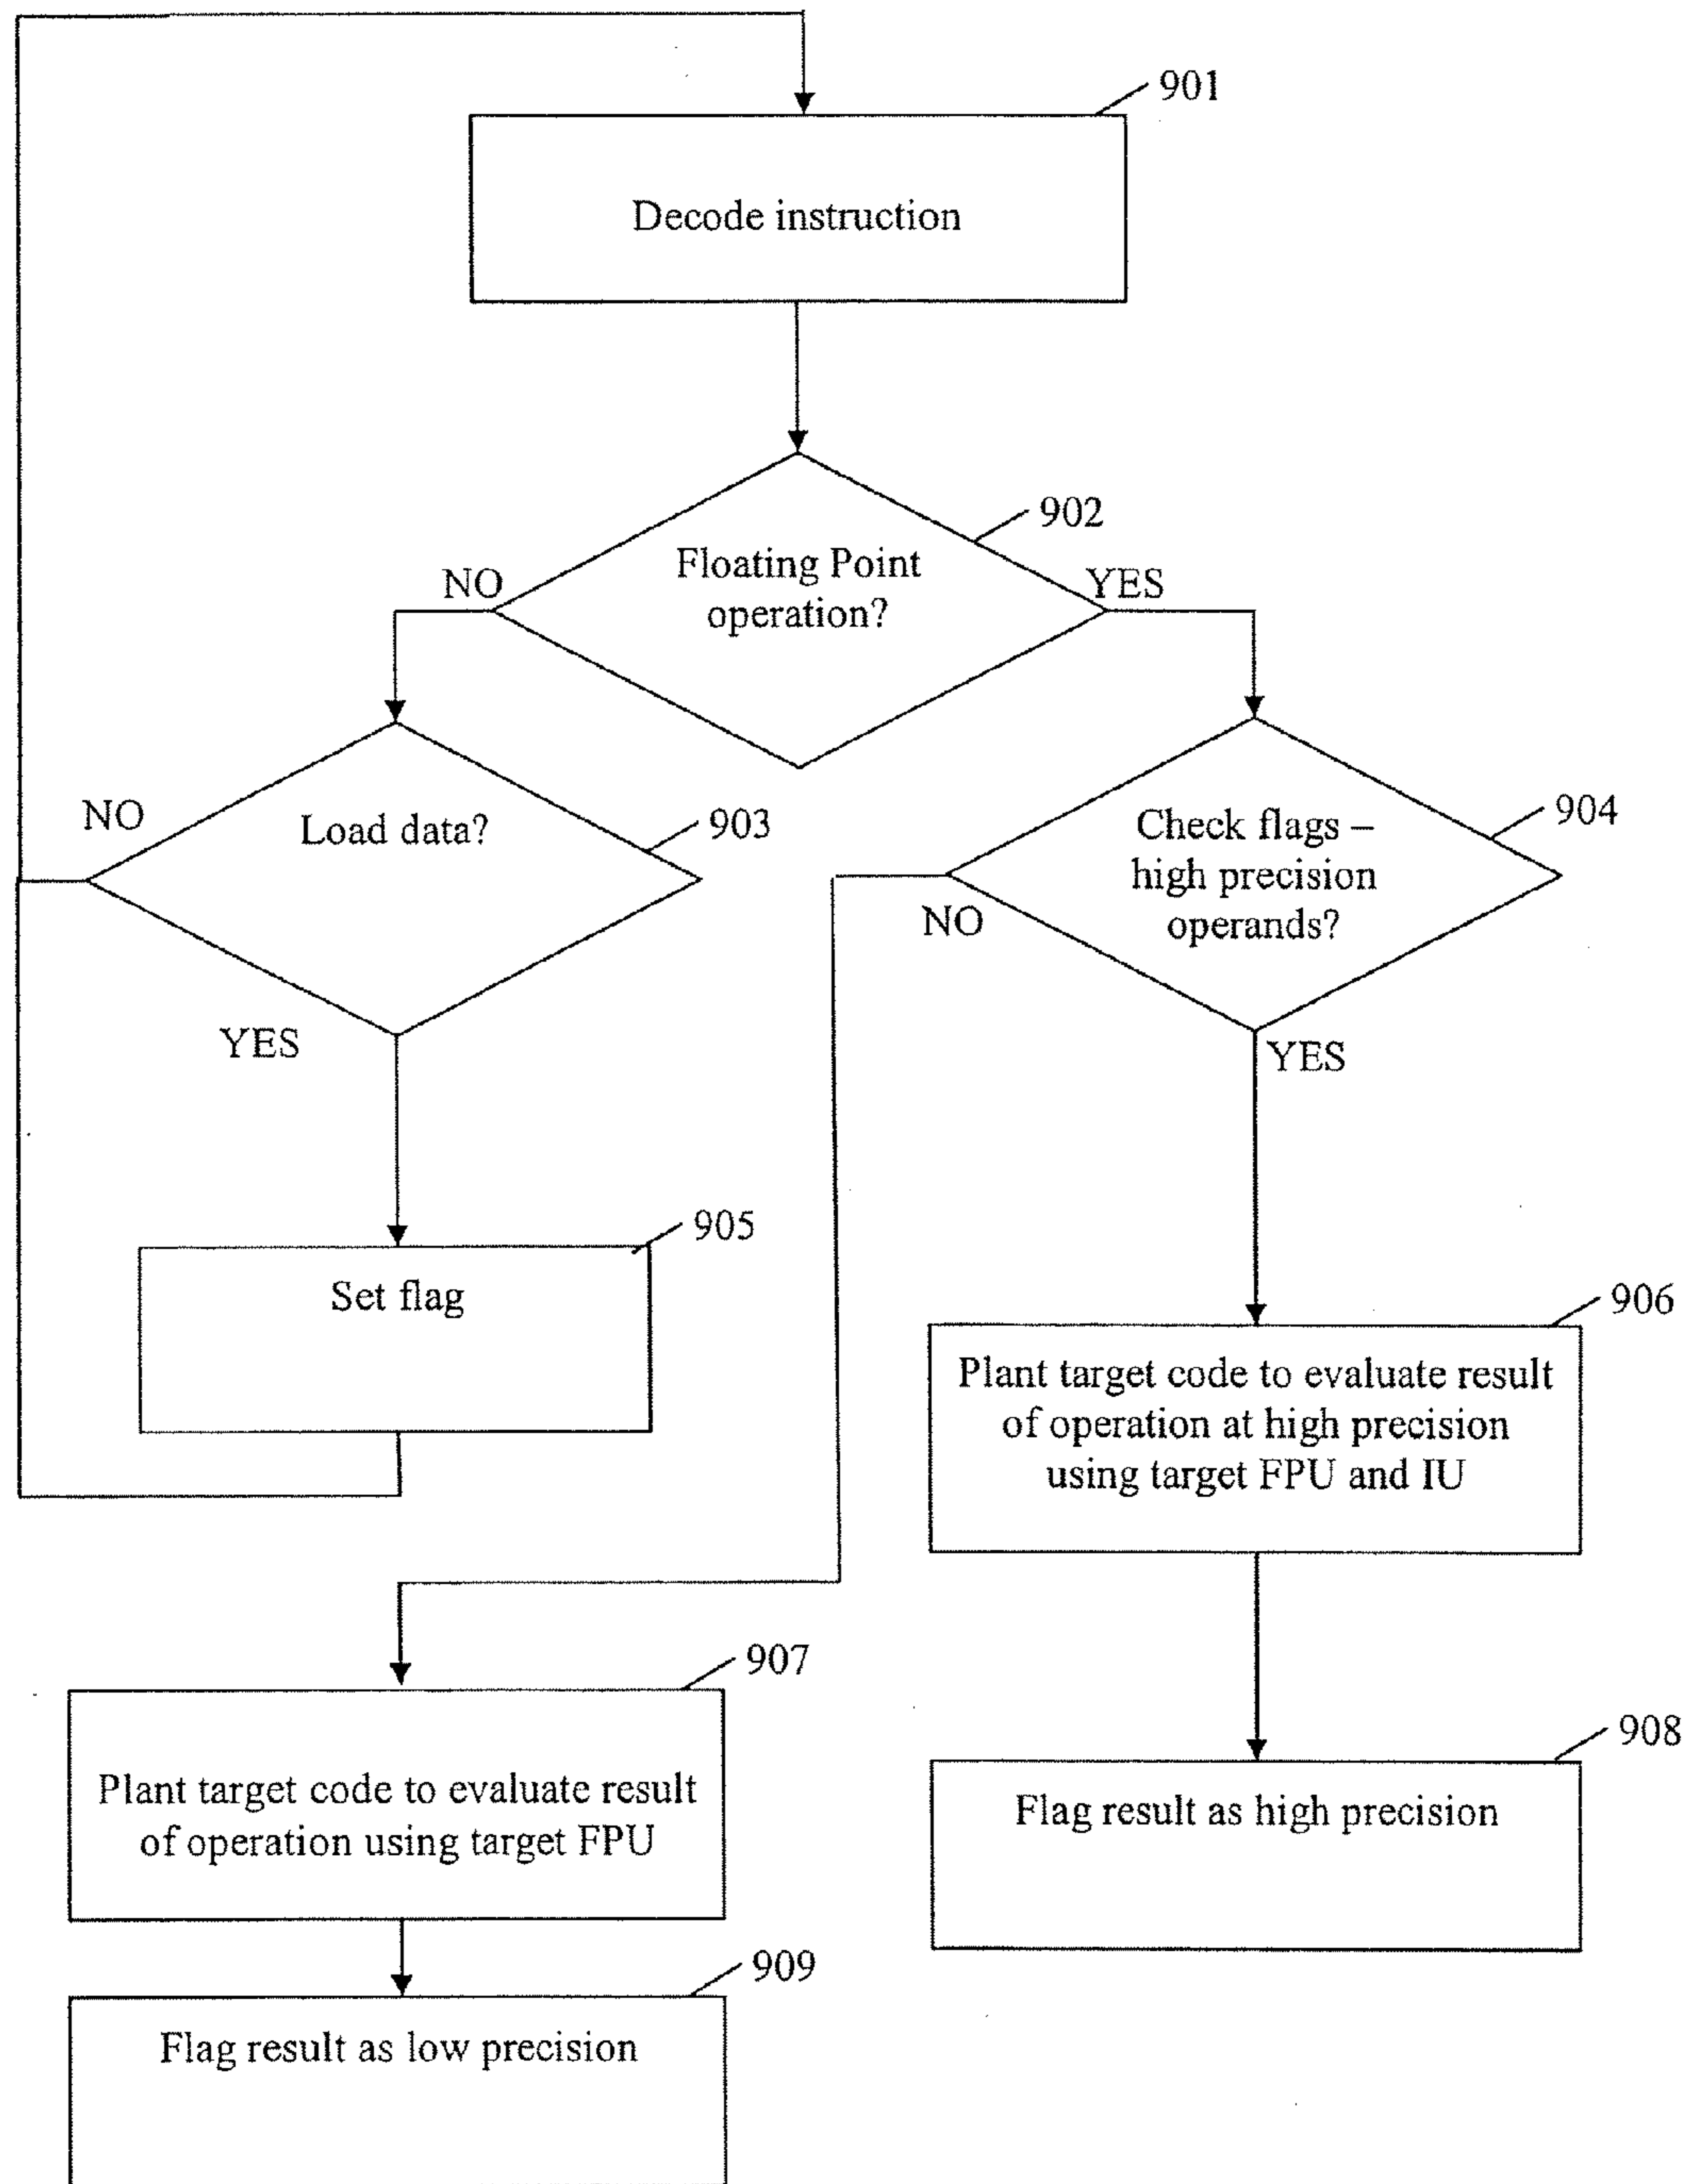 901
Decode instruction
902
Floating Point
operation?
NO
YES
903
Load data?
NO
YES
904
Check flags –
high precision
operands?
NO
YES
905
Set flag
906
Plant target code to evaluate result
of operation at high precision
using target FPU and IU
907
Plant target code to evaluate result
of operation using target FPU
908
Flag result as high precision
909
Flag result as low precision